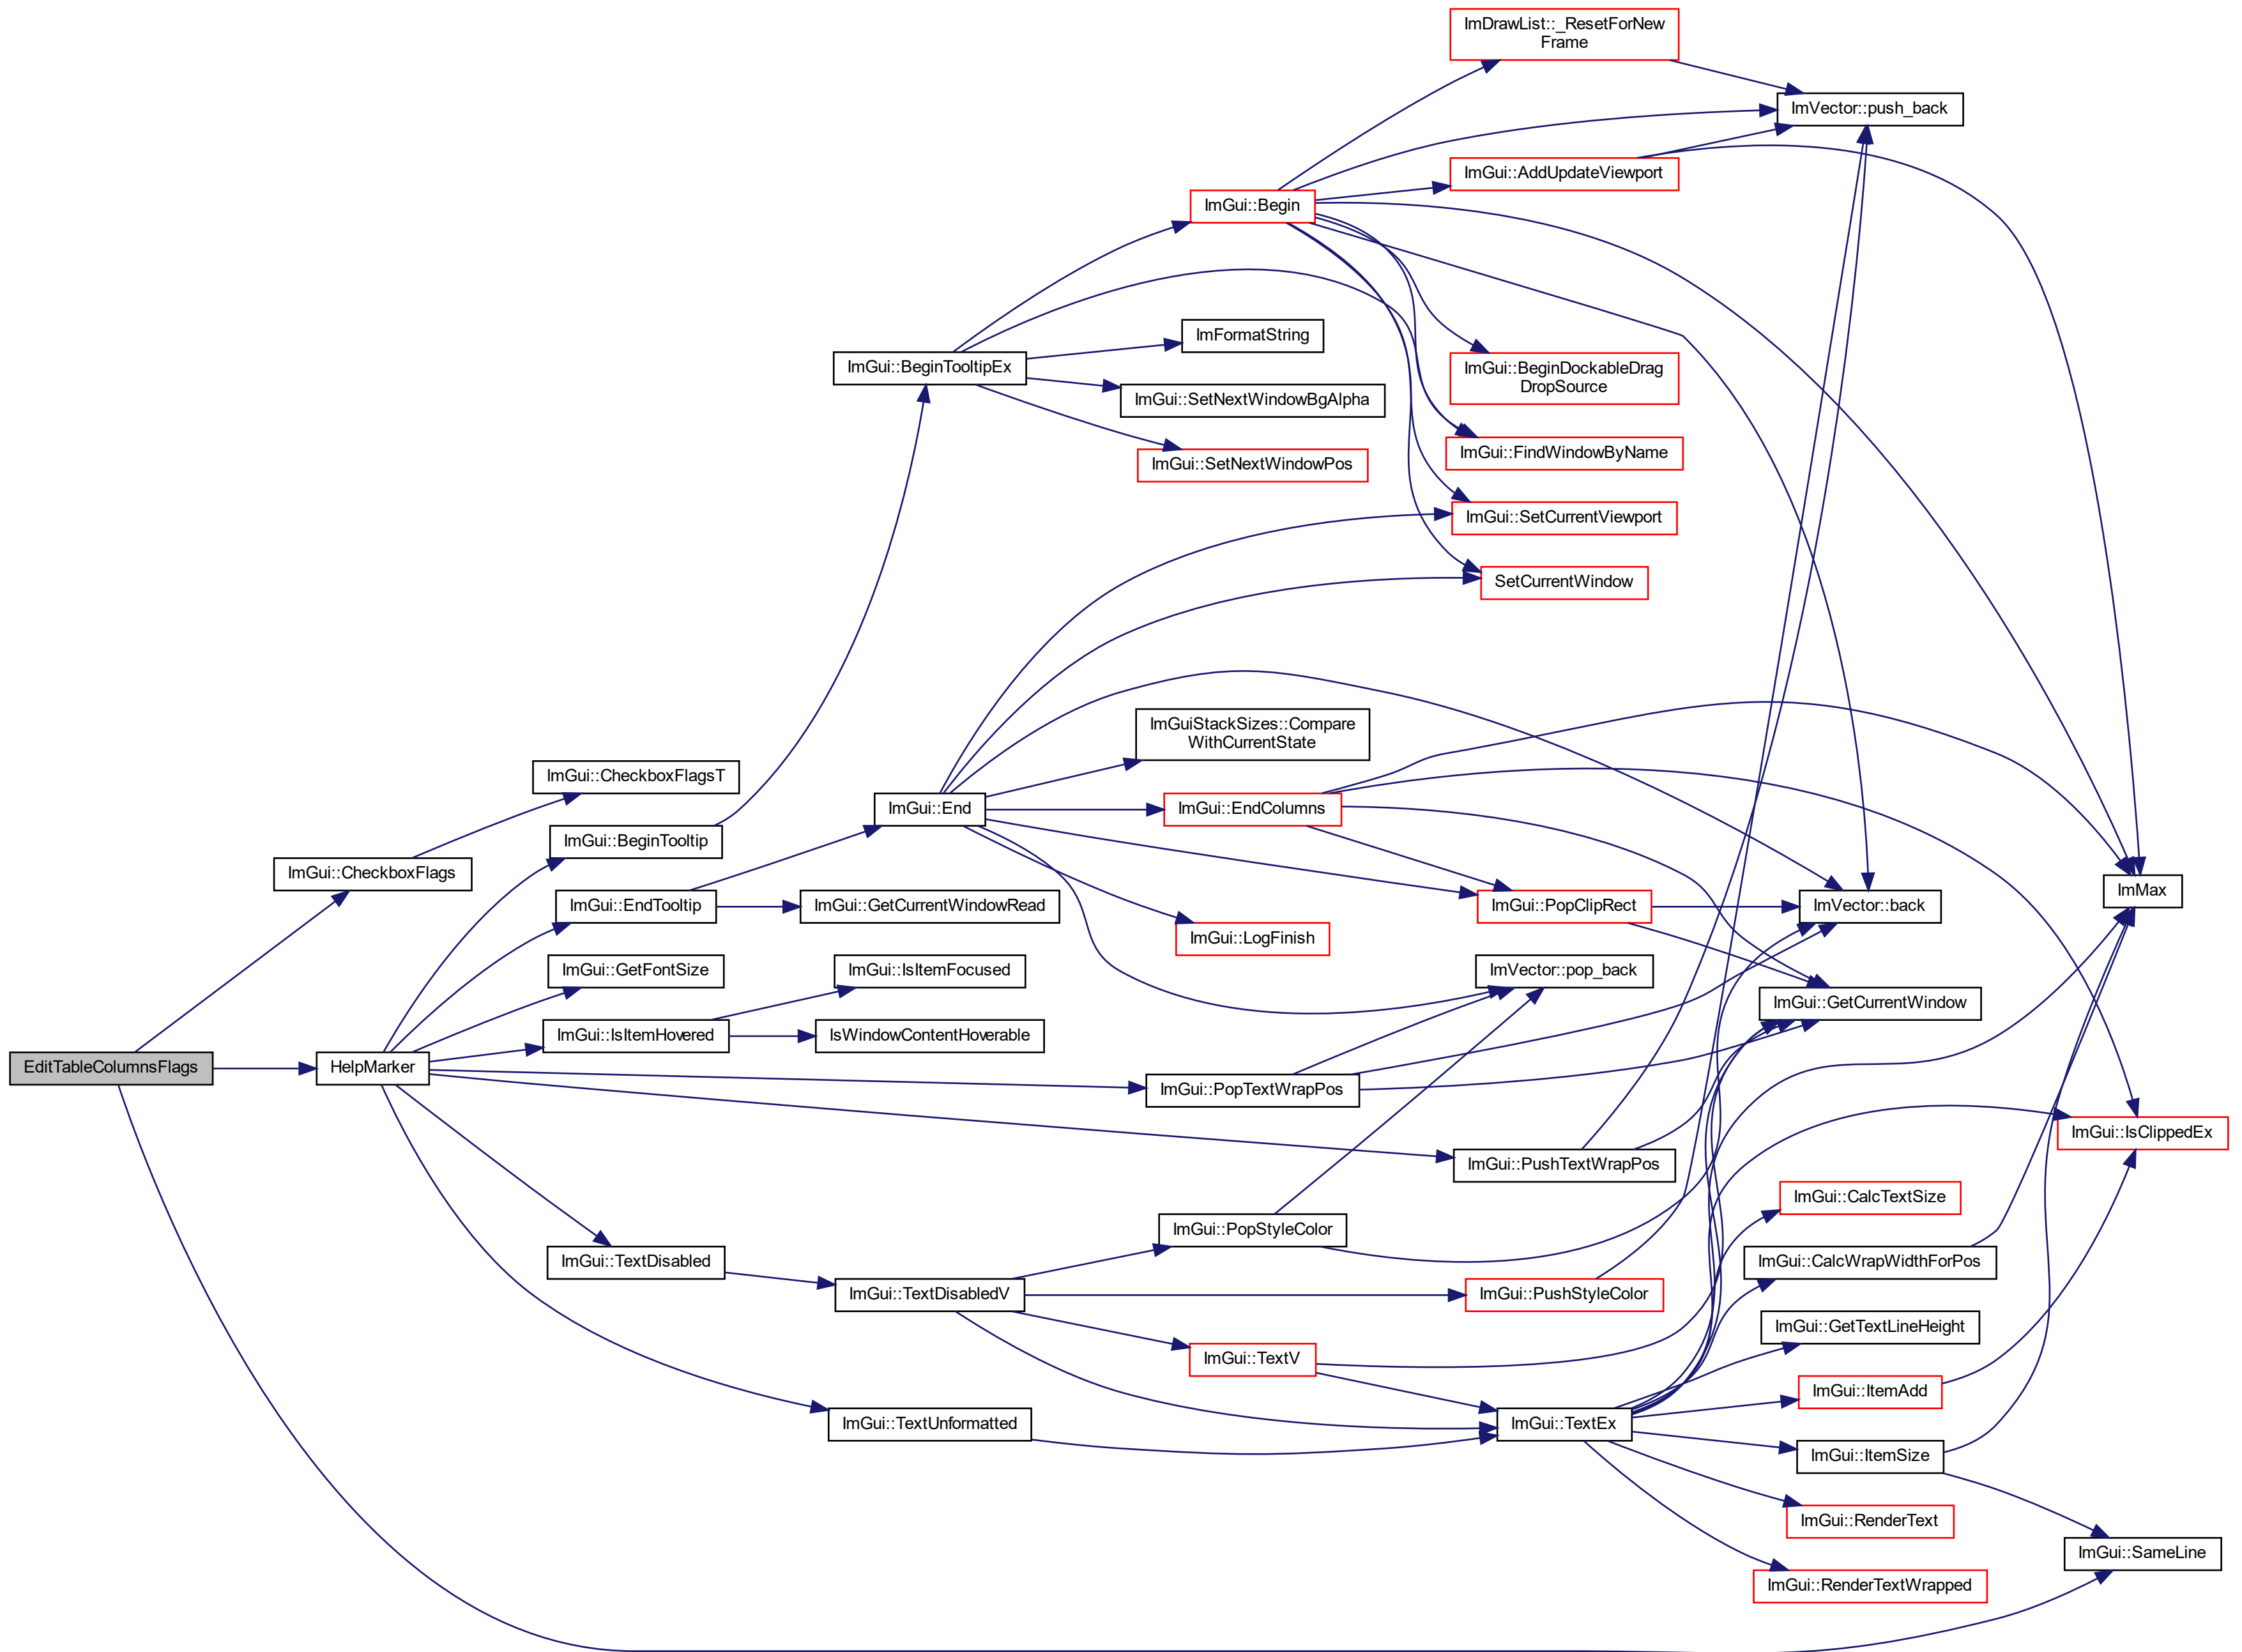 ImDrawList::_ResetForNew
Frame
ImVector::push_back
ImGui::AddUpdateViewport
ImGui::Begin
ImFormatString
ImGui::BeginTooltipEx
ImGui::BeginDockableDrag
DropSource
ImGui::SetNextWindowBgAlpha
ImGui::FindWindowByName
ImGui::SetNextWindowPos
ImGui::SetCurrentViewport
SetCurrentWindow
ImGuiStackSizes::Compare
WithCurrentState
ImGui::CheckboxFlagsT
ImGui::End
ImGui::EndColumns
ImGui::BeginTooltip
ImGui::CheckboxFlags
ImMax
ImGui::EndTooltip
ImGui::GetCurrentWindowRead
ImGui::PopClipRect
ImVector::back
ImGui::LogFinish
ImGui::GetFontSize
ImGui::IsItemFocused
ImVector::pop_back
ImGui::GetCurrentWindow
ImGui::IsItemHovered
IsWindowContentHoverable
EditTableColumnsFlags
HelpMarker
ImGui::PopTextWrapPos
ImGui::IsClippedEx
ImGui::PushTextWrapPos
ImGui::CalcTextSize
ImGui::PopStyleColor
ImGui::TextDisabled
ImGui::CalcWrapWidthForPos
ImGui::TextDisabledV
ImGui::PushStyleColor
ImGui::GetTextLineHeight
ImGui::TextV
ImGui::ItemAdd
ImGui::TextUnformatted
ImGui::TextEx
ImGui::ItemSize
ImGui::RenderText
ImGui::SameLine
ImGui::RenderTextWrapped